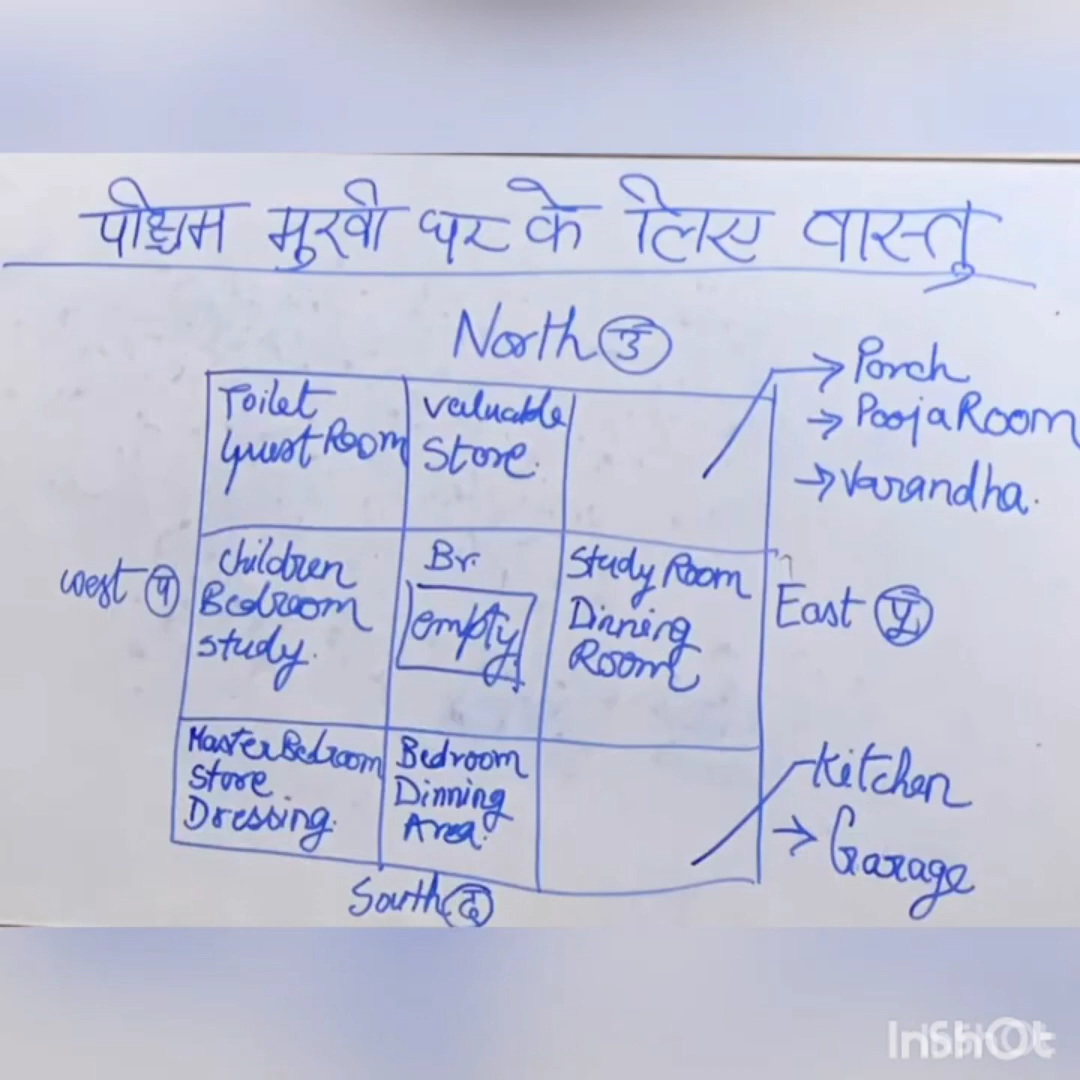 पश्चिम मुखी घर के लिए वास्तु
North उ
Toilet
Guest Room
Valuable
Store.
→ Porch
→ Pooja Room
→ Varandha.
West प
Children
Bedroom
Study.
Br.
empty
Study Room
Dinning
Room
East पू
Master Bedroom
Store
Dressing.
Bedroom
Dinning
Area.
Kitchen
→ Garage
South द
InShOt